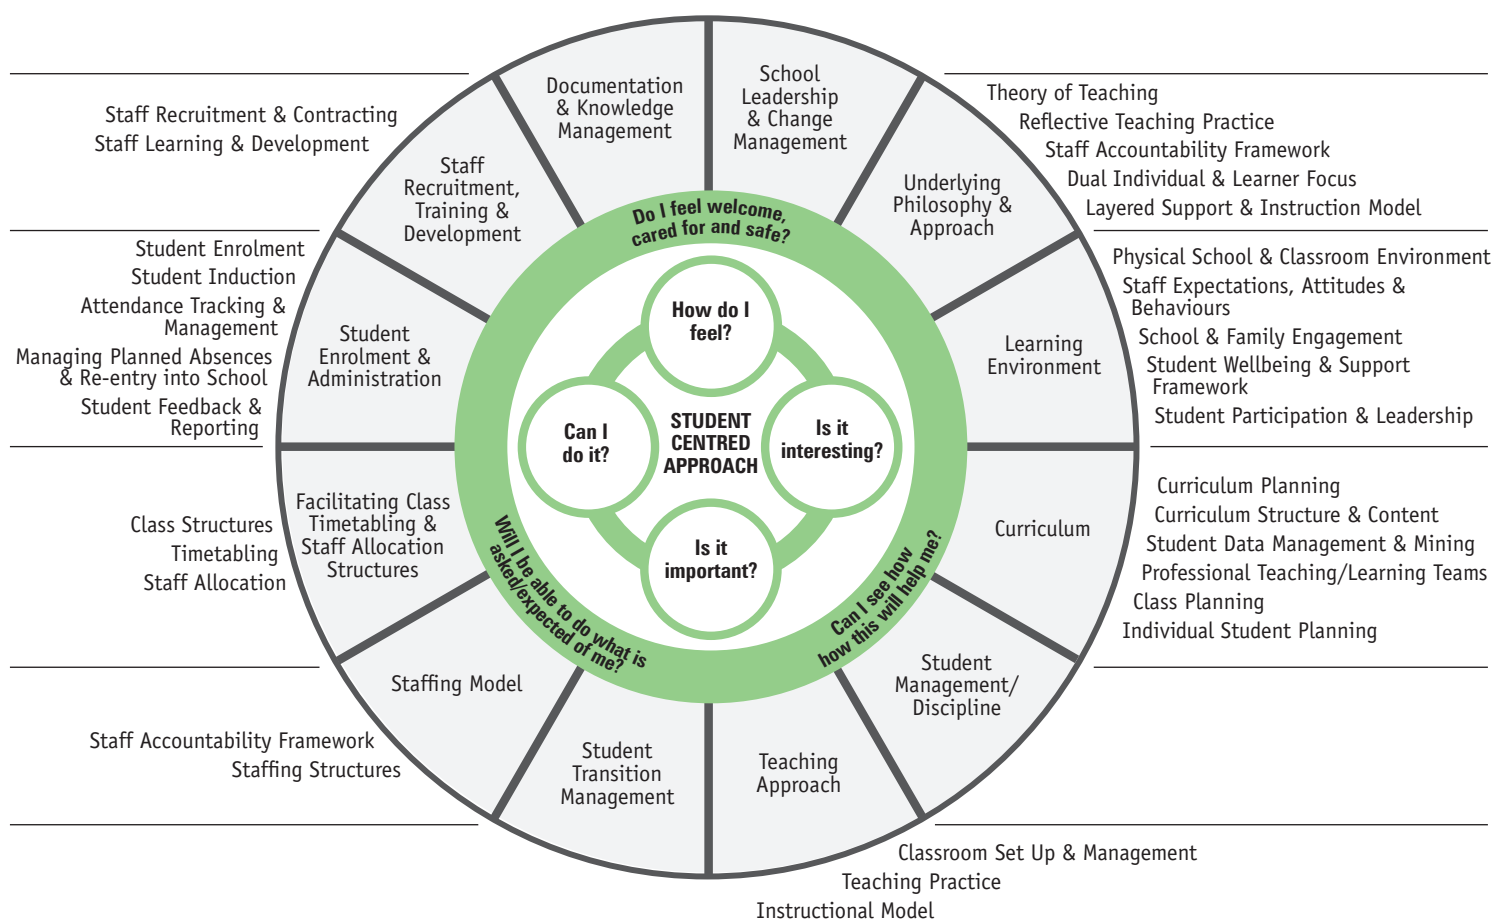 Documentation
& Knowledge
Management
School
Leadership
& Change
Management
Underlying
Philosophy &
Approach
Learning
Environment
Curriculum
Student
Management/
Discipline
Teaching
Approach
Student
Transition
Management
Staffing Model
Facilitating Class
Timetabling &
Staff Allocation
Structures
Student
Enrolment &
Administration
Staff
Recruitment,
Training &
Development
Do I feel welcome,
cared for and safe?
Can I see how
how this will help me?
Will I be able to do what is
asked/expected of me?
How do I
feel?
Is it
interesting?
Is it
important?
Can I
do it?
STUDENT
CENTRED
APPROACH
Staff Recruitment & Contracting
Staff Learning & Development
Student Enrolment
Student Induction
Attendance Tracking &
Management
Managing Planned Absences
& Re-entry into School
Student Feedback &
Reporting
Class Structures
Timetabling
Staff Allocation
Staff Accountability Framework
Staffing Structures
Theory of Teaching
Reflective Teaching Practice
Staff Accountability Framework
Dual Individual & Learner Focus
Layered Support & Instruction Model
Physical School & Classroom Environment
Staff Expectations, Attitudes &
Behaviours
School & Family Engagement
Student Wellbeing & Support
Framework
Student Participation & Leadership
Curriculum Planning
Curriculum Structure & Content
Student Data Management & Mining
Professional Teaching/Learning Teams
Class Planning
Individual Student Planning
Classroom Set Up & Management
Teaching Practice
Instructional Model